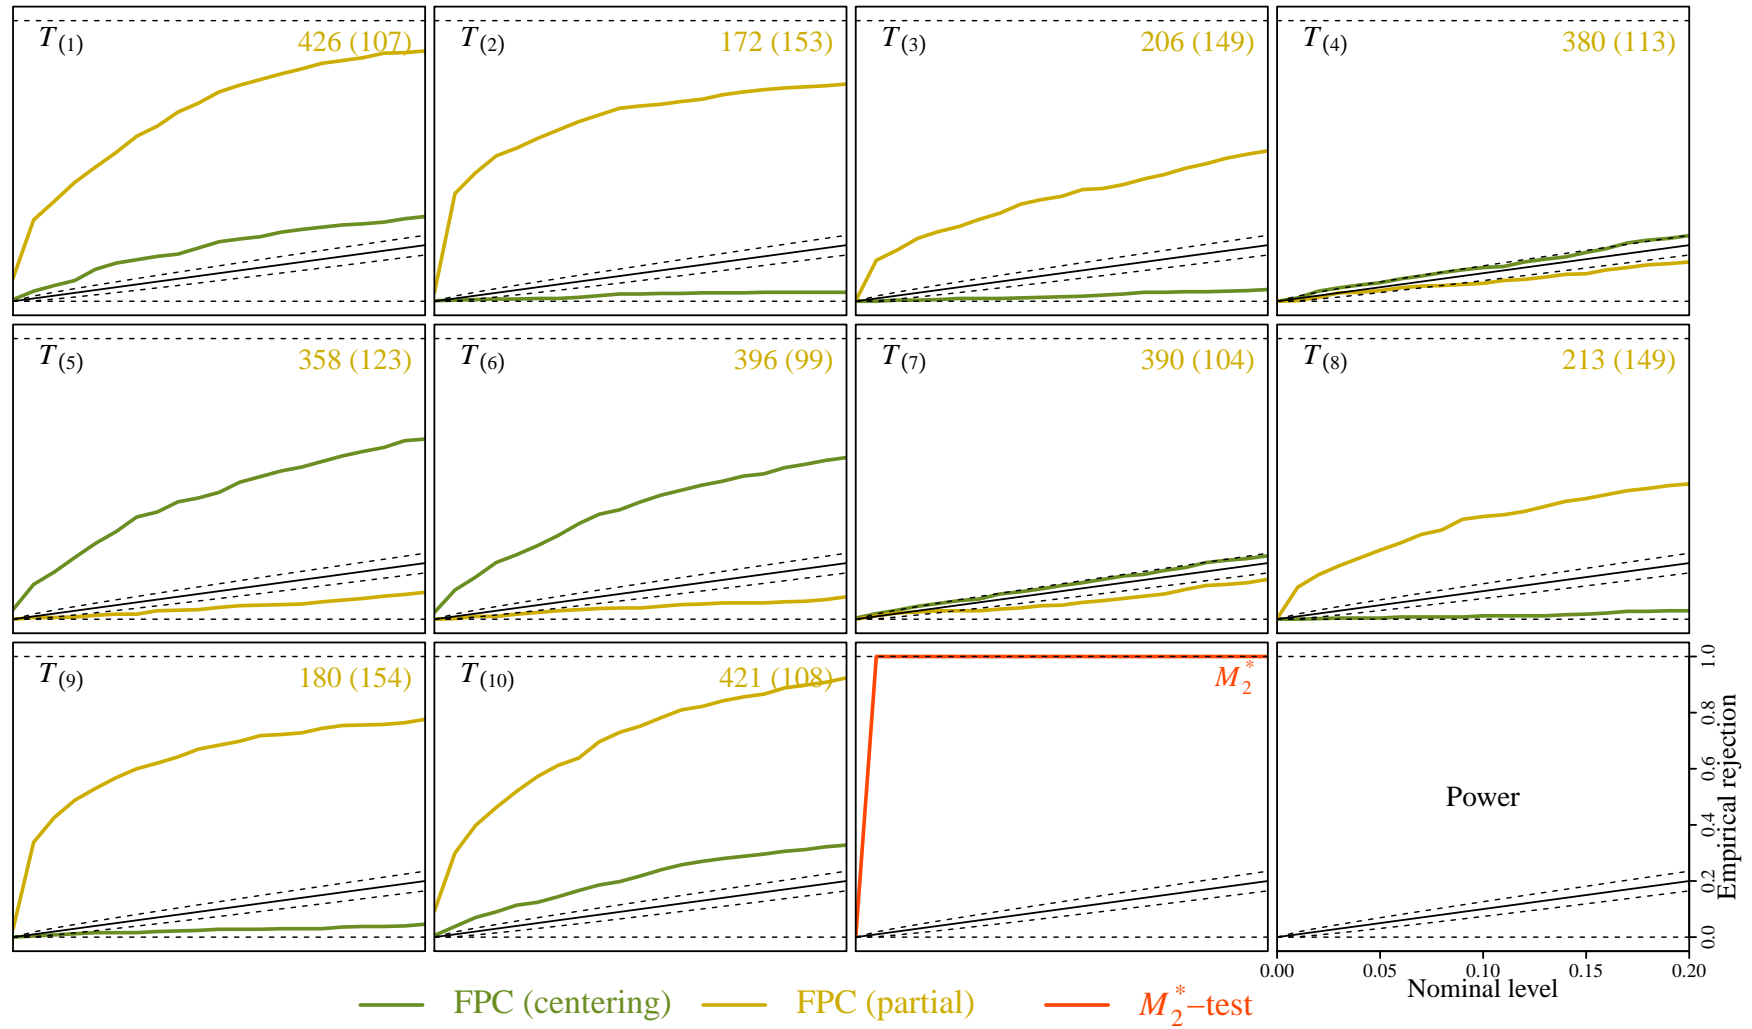 T(1) 426 (107)
T(2) 172 (153)
T(3) 206 (149)
T(4) 380 (113)
T(5) 358 (123)
T(6) 396 (99)
T(7) 390 (104)
T(8) 213 (149)
T(9) 180 (154)
T(10) 421 (108)
M2*
Power
0.0 0.2 0.4 0.6 0.8 1.0
Empirical rejection
0.00 0.05 0.10 0.15 0.20
Nominal level
FPC (centering) FPC (partial) M2*−test